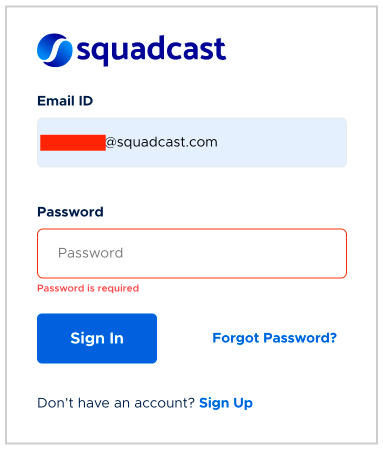 squadcast
Email ID
@squadcast.com
Password
Password
Password is required
Sign In
Forgot Password?
Don't have an account? Sign Up